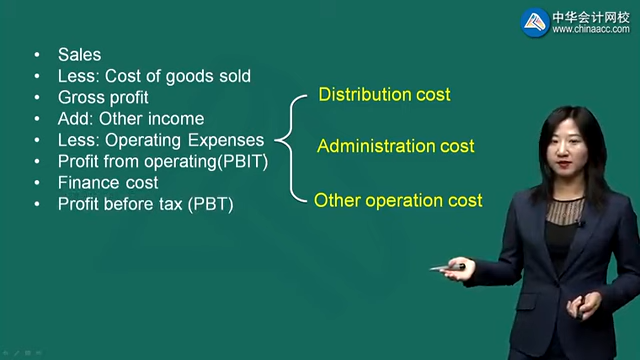 中华会计网校
www.chinaacc.com
• Sales
• Less: Cost of goods sold
• Gross profit
• Add: Other income
• Less: Operating Expenses
• Profit from operating(PBIT)
• Finance cost
• Profit before tax (PBT)
Distribution cost
Administration cost
Other operation cost